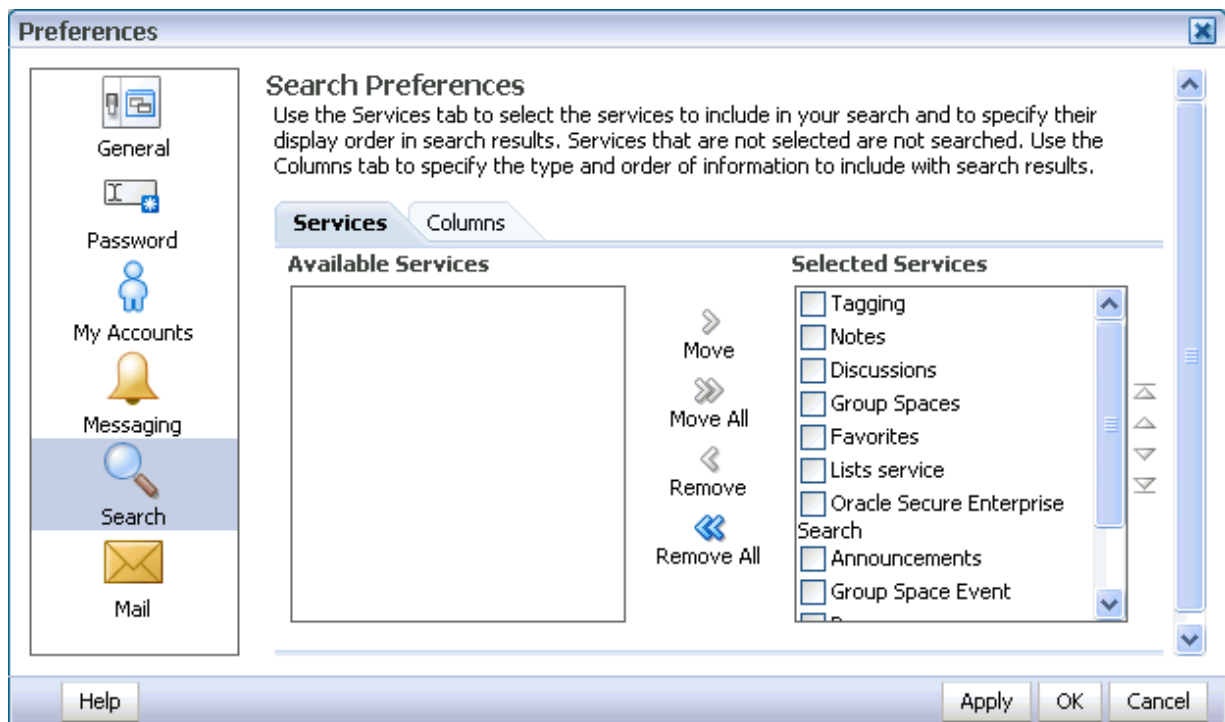 Preferences
General
Password
My Accounts
Messaging
Search
Mail
Search Preferences
Use the Services tab to select the services to include in your search and to specify their
display order in search results. Services that are not selected are not searched. Use the
Columns tab to specify the type and order of information to include with search results.
Services Columns
Available Services
Move
Move All
Remove
Remove All
Selected Services
Tagging
Notes
Discussions
Group Spaces
Favorites
Lists service
Oracle Secure Enterprise
Search
Announcements
Group Space Event
Help Apply OK Cancel